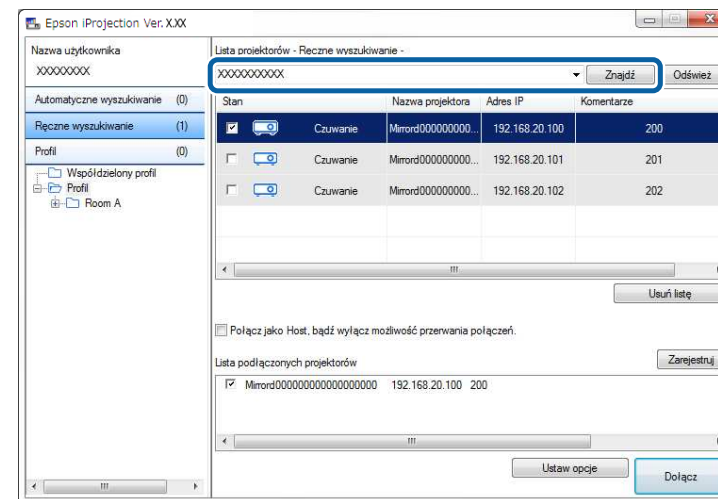 Epson iProjection Ver. X.XX
Nazwa użytkownika
XXXXXXXX
Automatyczne wyszukiwanie (0)
Ręczne wyszukiwanie (1)
Profil (0)
Współdzielony profil
Profil
Room A
Lista projektorów - Ręczne wyszukiwanie -
XXXXXXXXXX Znajdź Odśwież
Stan Nazwa projektora Adres IP Komentarze
Czuwanie Mirrord000000000... 192.168.20.100 200
Czuwanie Mirrord000000000... 192.168.20.101 201
Czuwanie Mirrord000000000... 192.168.20.102 202
Usuń listę
Połącz jako Host, bądź wyłącz możliwość przerwania połączeń.
Lista podłączonych projektorów Zarejestruj
Mirrord000000000000000000 192.168.20.100 200
Ustaw opcje Dołącz